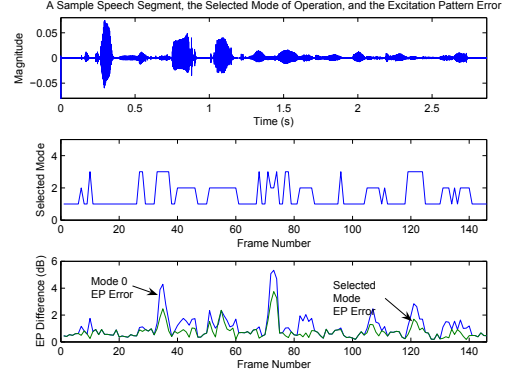 A Sample Speech Segment, the Selected Mode of Operation, and the Excitation Pattern Error
Magnitude
0.05
0
−0.05
0 0.5 1 1.5 2 2.5
Time (s)
Selected Mode
4
2
0
0 20 40 60 80 100 120 140
Frame Number
EP Difference (dB)
6
4
2
0
Mode 0
EP Error
Selected
Mode
EP Error
0 20 40 60 80 100 120 140
Frame Number